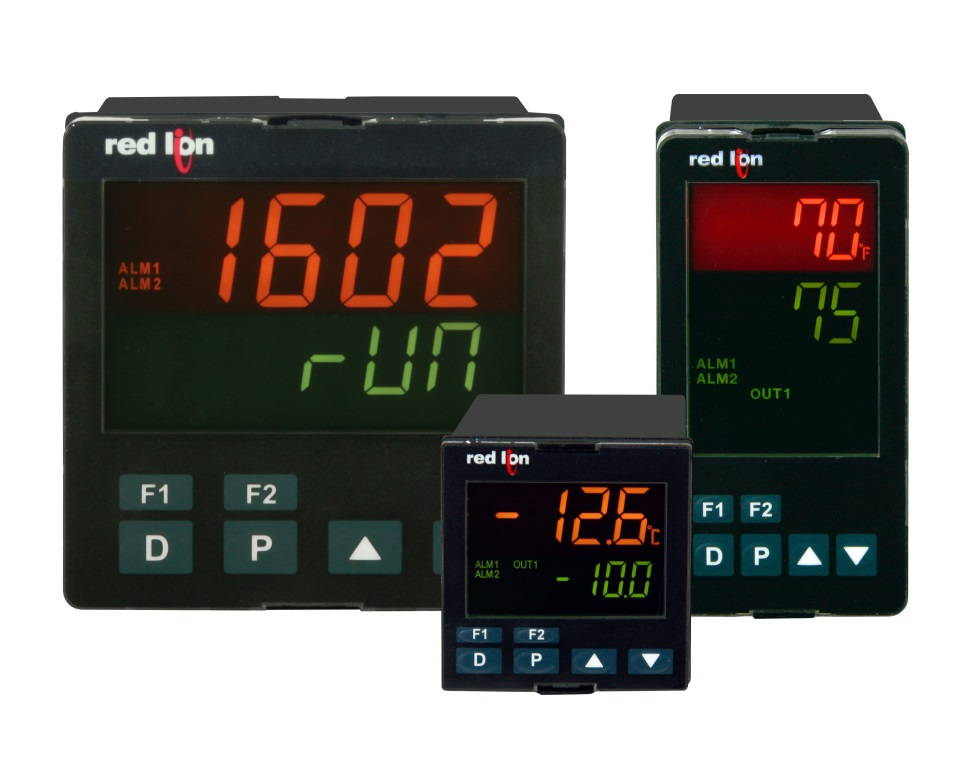 red lion
1602
ALM1
ALM2
run
F1 F2
D P
red lion
70 °F
75
ALM1
ALM2
OUT1
F1 F2
D P
red lion
-12.6 °C
ALM1 OUT1
ALM2
-10.0
F1 F2
D P